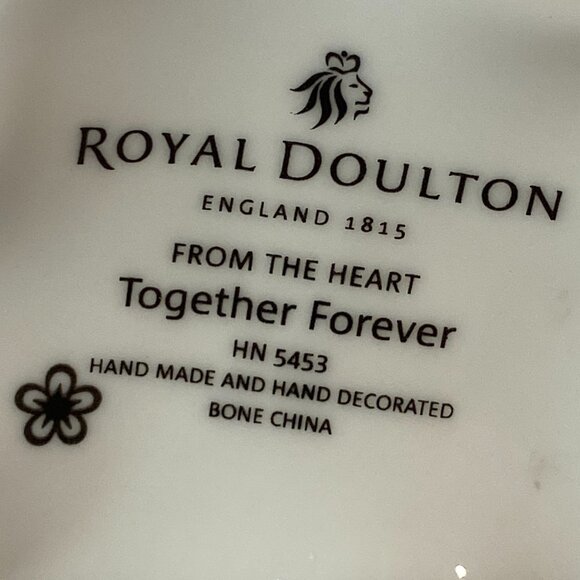 ROYAL DOULTON
ENGLAND 1815
FROM THE HEART
Together Forever
HN 5453
HAND MADE AND HAND DECORATED
BONE CHINA